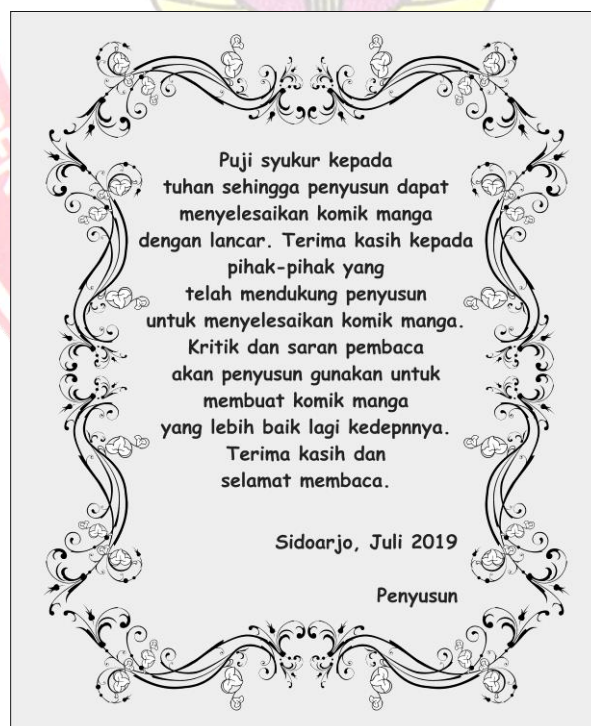 Puji syukur kepada
tuhan sehingga penyusun dapat
menyelesaikan komik manga
dengan lancar. Terima kasih kepada
pihak-pihak yang
telah mendukung penyusun
untuk menyelesaikan komik manga.
Kritik dan saran pembaca
akan penyusun gunakan untuk
membuat komik manga
yang lebih baik lagi kedepnnya.
Terima kasih dan
selamat membaca.
Sidoarjo, Juli 2019
Penyusun